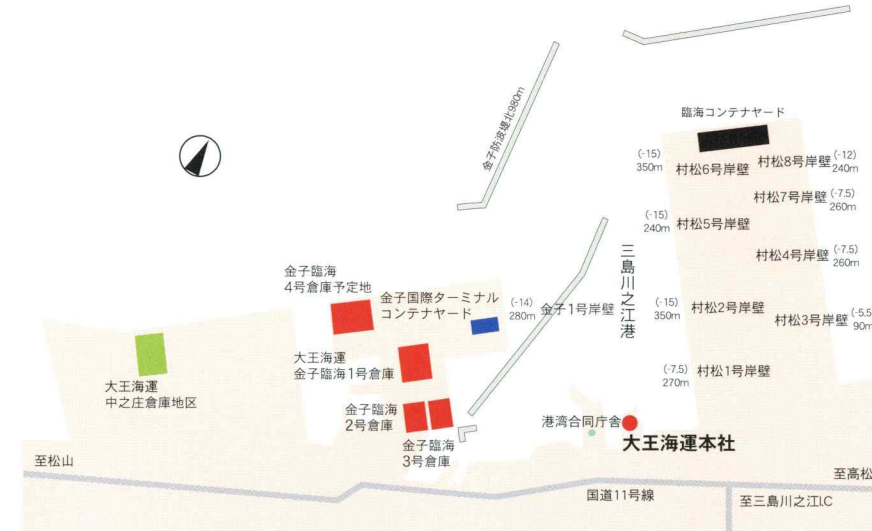 臨海コンテナヤード
金子防波堤北980m
(-15)
350m
村松6号岸壁
村松8号岸壁
(-12)
240m
村松7号岸壁
(-7.5)
260m
(-15)
240m
村松5号岸壁
三島川之江港
村松4号岸壁
(-7.5)
260m
金子臨海
4号倉庫予定地
金子国際ターミナル
コンテナヤード
(-14)
280m
金子1号岸壁
(-15)
350m
村松2号岸壁
村松3号岸壁
(-5.5
90m
大王海運
金子臨海1号倉庫
(-7.5)
270m
村松1号岸壁
大王海運
中之庄倉庫地区
金子臨海
2号倉庫
金子臨海
3号倉庫
港湾合同庁舎
大王海運本社
至松山
至高松
国道11号線
至三島川之江I.C